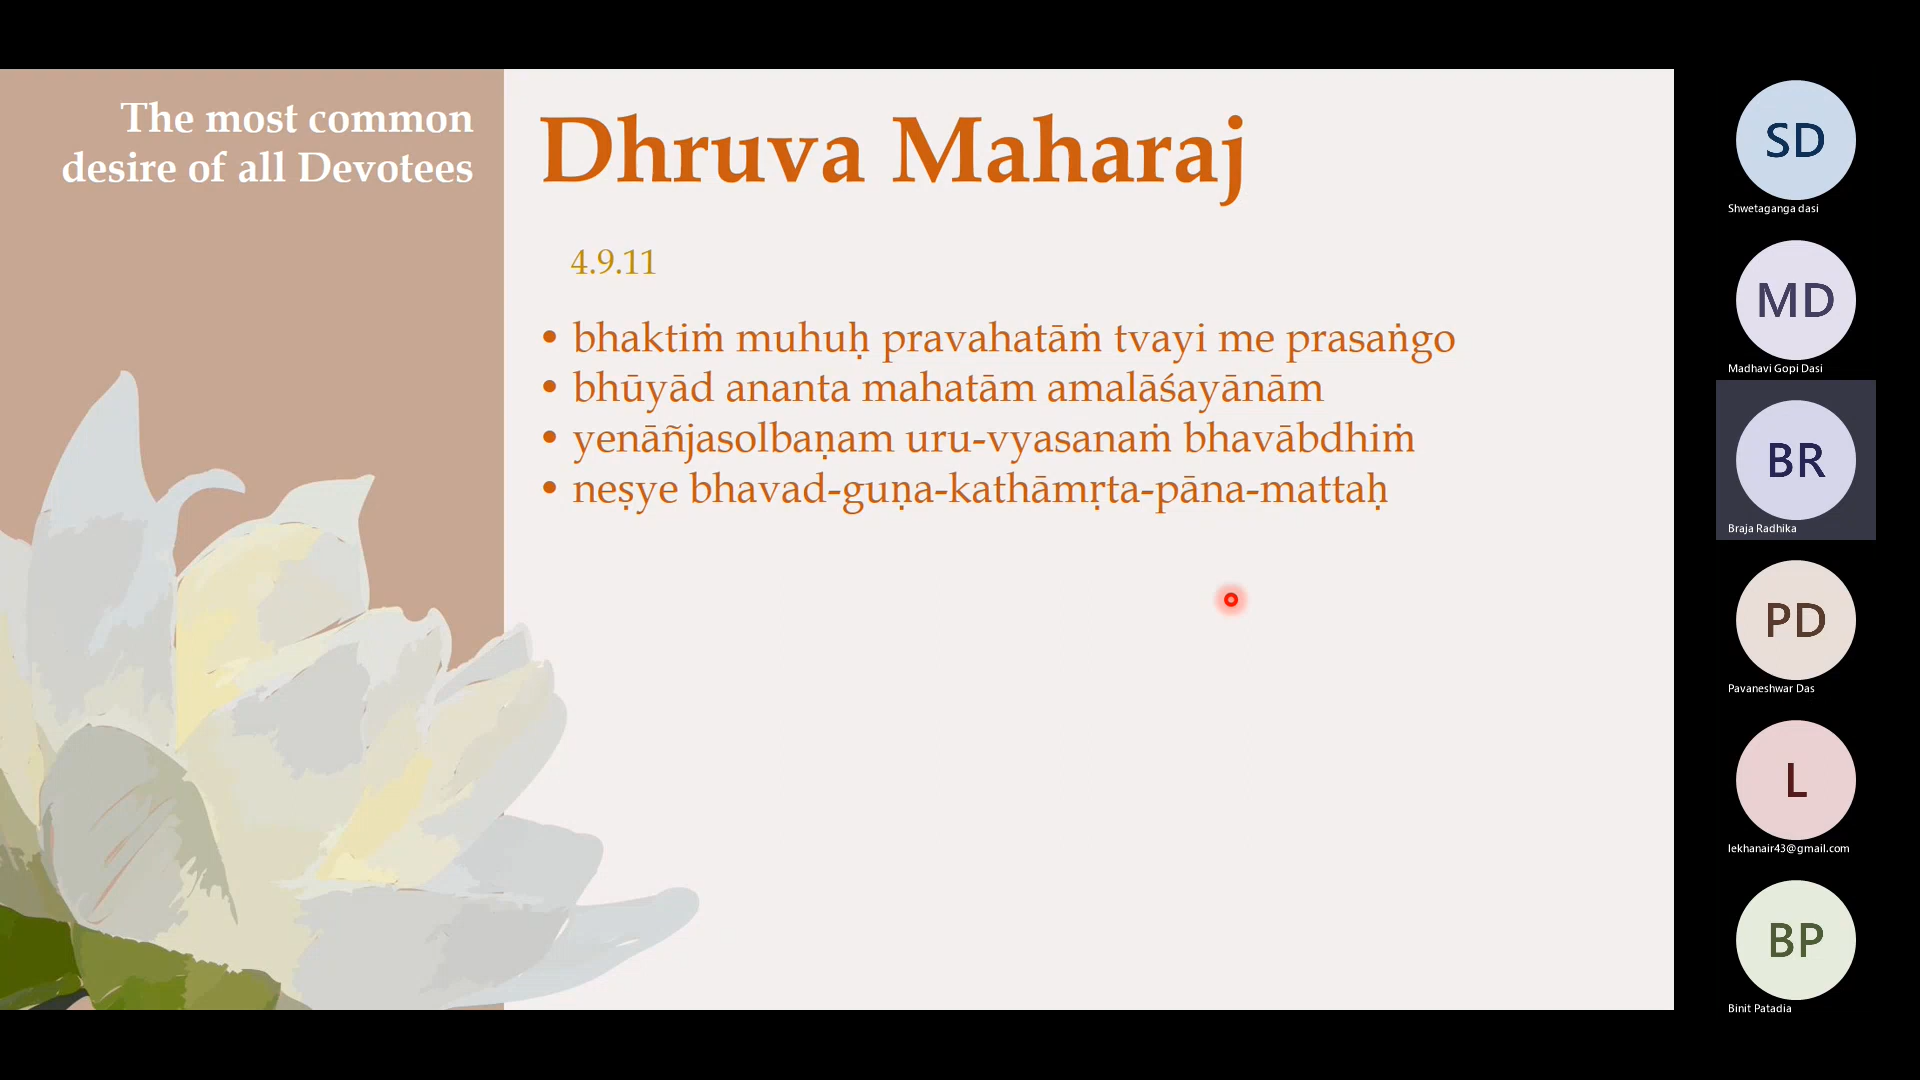 The most common
desire of all Devotees
Dhruva Maharaj
4.9.11
• bhaktiṁ muhuḥ pravahatāṁ tvayi me prasaṅgo
• bhūyād ananta mahatām amalāśayānām
• yenāñjasolbaṇam uru-vyasanaṁ bhavābdhiṁ
• neṣye bhavad-guṇa-kathāmṛta-pāna-mattaḥ
SD
Shwetaganga dasi
MD
Madhavi Gopi Dasi
BR
Braja Radhika
PD
Pavaneshwar Das
L
lekhanair43@gmail.com
BP
Binit Patadia